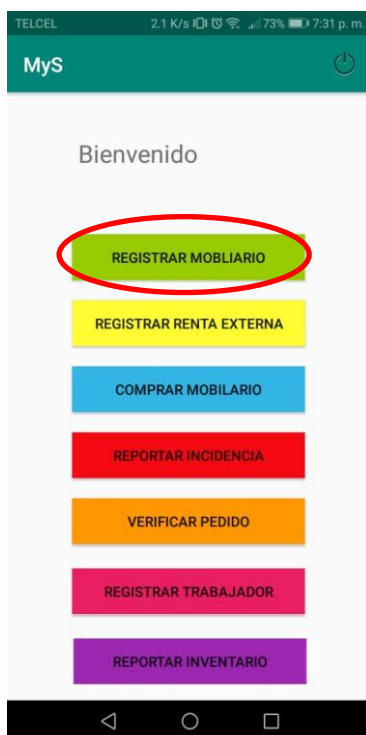 TELCEL 2.1 K/s 73% 7:31 p. m.
MyS
Bienvenido
REGISTRAR MOBLIARIO
REGISTRAR RENTA EXTERNA
COMPRAR MOBILARIO
REPORTAR INCIDENCIA
VERIFICAR PEDIDO
REGISTRAR TRABAJADOR
REPORTAR INVENTARIO